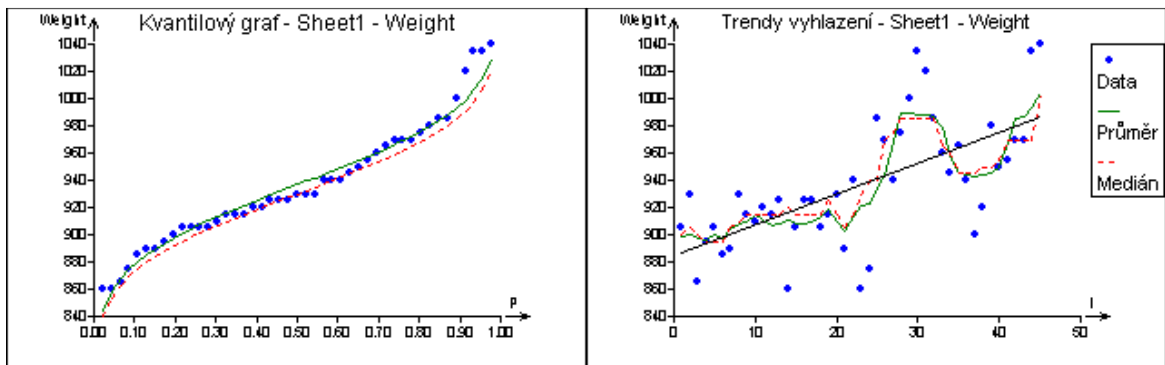 Weight
Kvantilový graf - Sheet1 - Weight
1040
1020
1000
980
960
940
920
900
880
860
840
P
0.00 0.10 0.20 0.30 0.40 0.50 0.60 0.70 0.80 0.90 1.00
Weight
Trendy vyhlazení - Sheet1 - Weight
1040
1020
1000
980
960
940
920
900
880
860
840
I
0 10 20 30 40 50
Data
Průměr
Medián